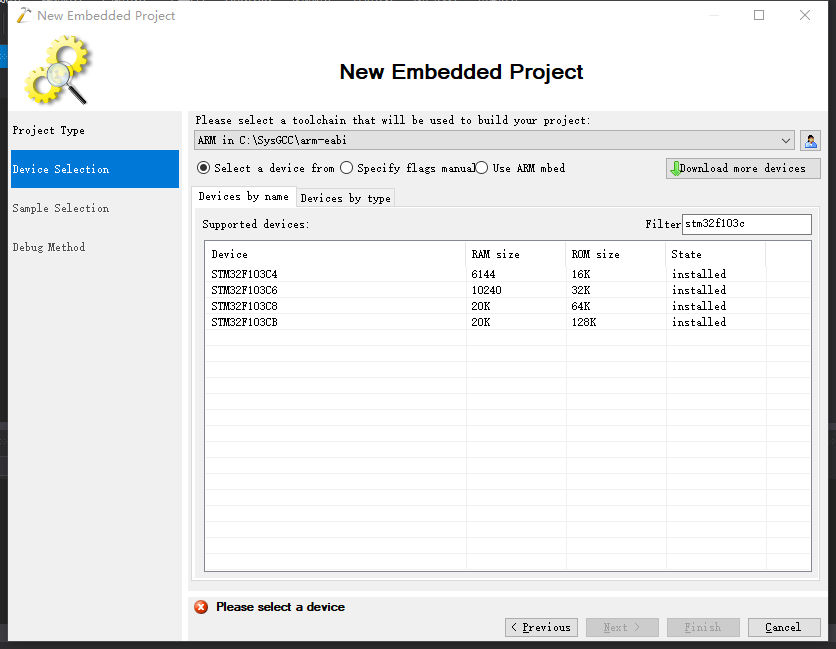 New Embedded Project
New Embedded Project
Project Type
Device Selection
Sample Selection
Debug Method
Please select a toolchain that will be used to build your project:
ARM in C:\SysGCC\arm-eabi
Select a device from Specify flags manual Use ARM mbed Download more devices
Devices by name Devices by type
Supported devices: Filter stm32f103c
Device RAM size ROM size State
STM32F103C4 6144 16K installed
STM32F103C6 10240 32K installed
STM32F103C8 20K 64K installed
STM32F103CB 20K 128K installed
Please select a device
< Previous Next > Finish Cancel